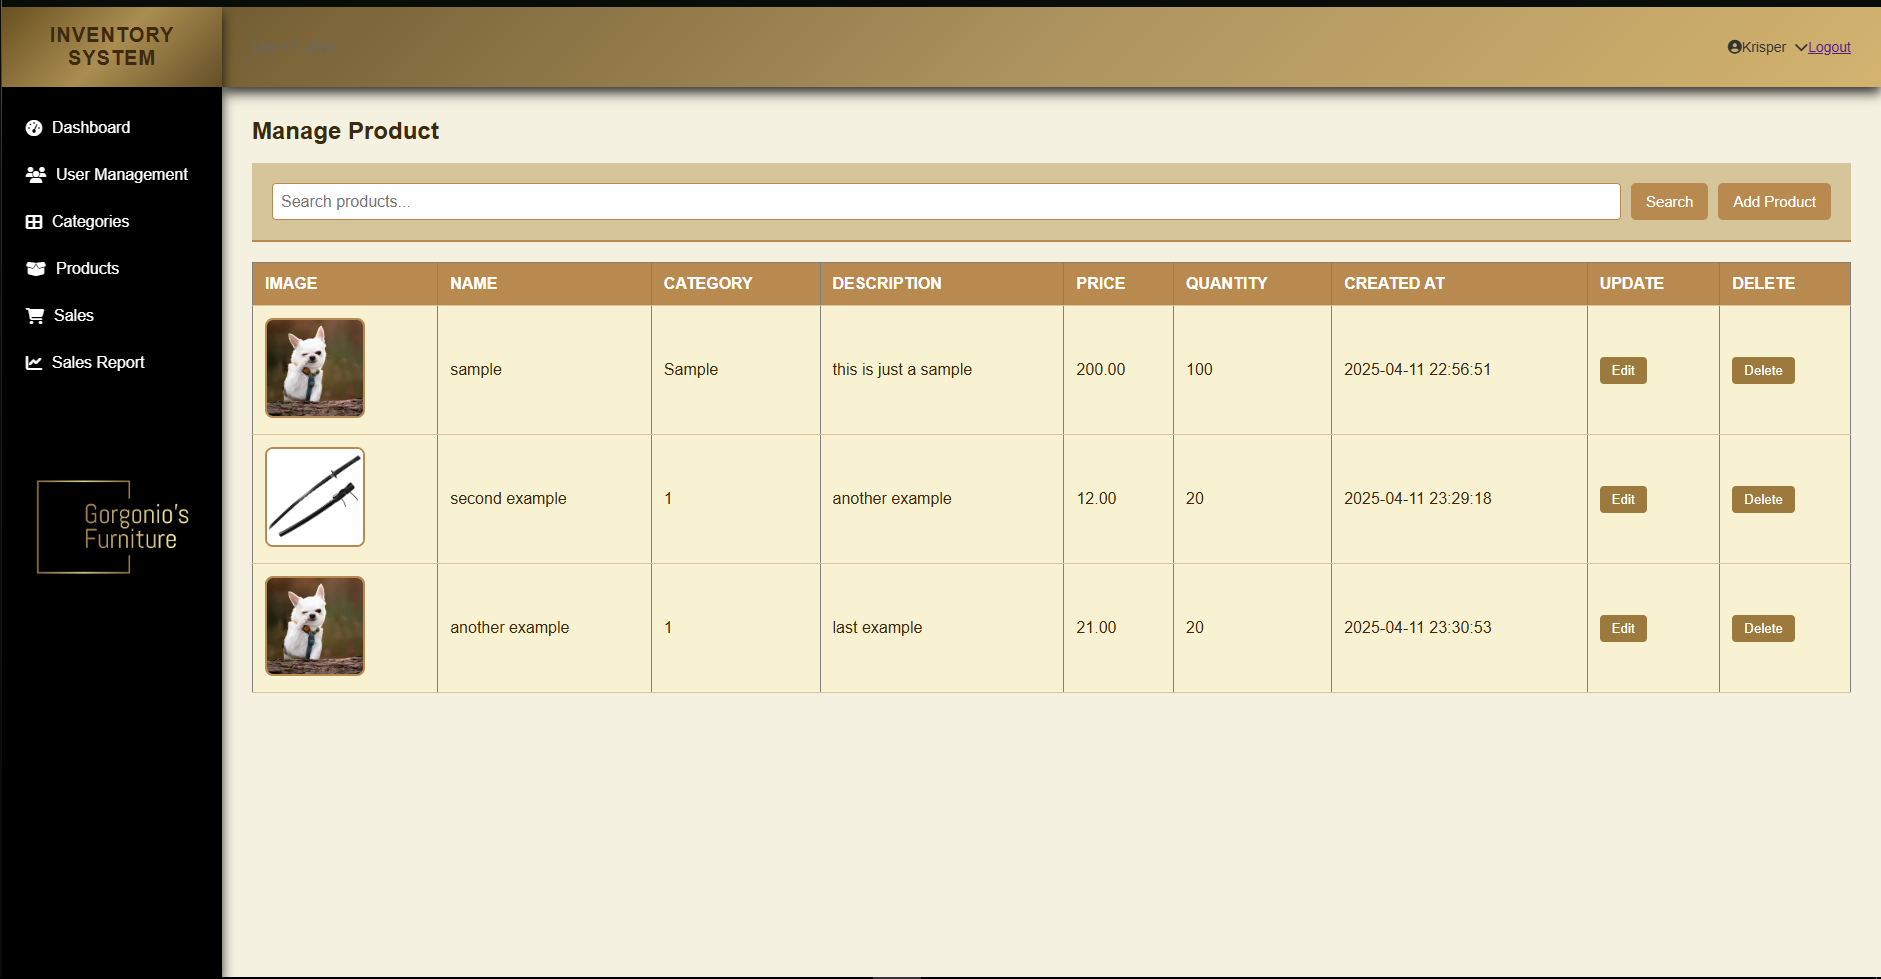 INVENTORY
SYSTEM
Krisper Logout
Dashboard
User Management
Categories
Products
Sales
Sales Report
Gorgonio's
Furniture
Manage Product
Search products...
Search
Add Product
IMAGE NAME CATEGORY DESCRIPTION PRICE QUANTITY CREATED AT UPDATE DELETE
sample Sample this is just a sample 200.00 100 2025-04-11 22:56:51 Edit Delete
second example 1 another example 12.00 20 2025-04-11 23:29:18 Edit Delete
another example 1 last example 21.00 20 2025-04-11 23:30:53 Edit Delete